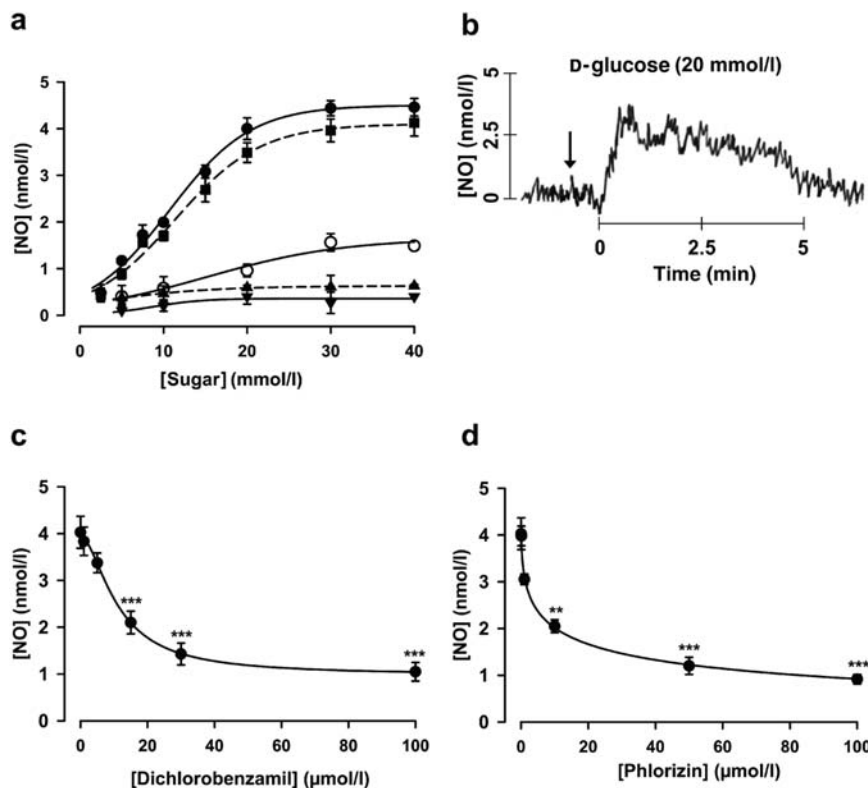 a
5
4
3
2
1
0
[NO] (nmol/l)
0 10 20 30 40
[Sugar] (mmol/l)
b
D-glucose (20 mmol/l)
5
2.5
0
[NO] (nmol/l)
0 2.5 5
Time (min)
c
5
4
3
2
1
0
[NO] (nmol/l)
***
***
***
0 20 40 60 80 100
[Dichlorobenzamil] (µmol/l)
d
5
4
3
2
1
0
[NO] (nmol/l)
**
***
***
0 20 40 60 80 100
[Phlorizin] (µmol/l)